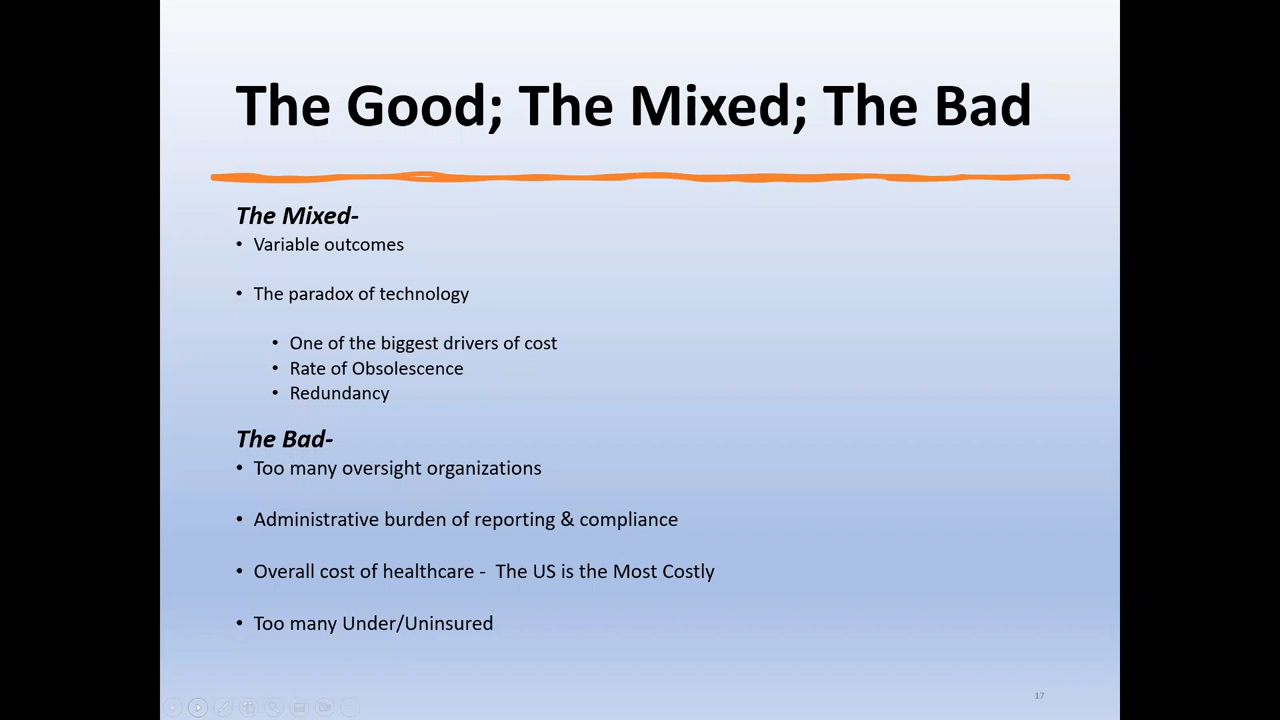 The Good; The Mixed; The Bad
The Mixed-
• Variable outcomes
• The paradox of technology
• One of the biggest drivers of cost
• Rate of Obsolescence
• Redundancy
The Bad-
• Too many oversight organizations
• Administrative burden of reporting & compliance
• Overall cost of healthcare -  The US is the Most Costly
• Too many Under/Uninsured
17